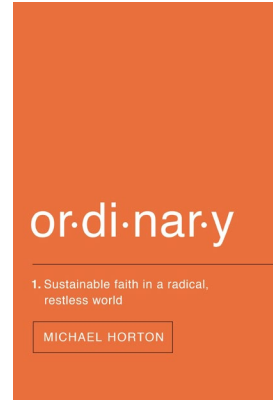 or·di·nar·y
1. Sustainable faith in a radical,
restless world
MICHAEL HORTON